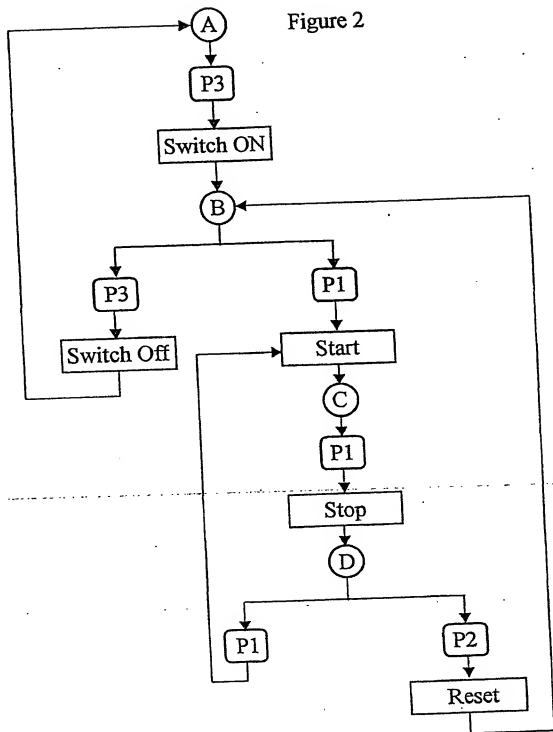 A
Figure 2
P3
Switch ON
B
P3
P1
Switch Off
Start
C
P1
Stop
D
P1
P2
Reset